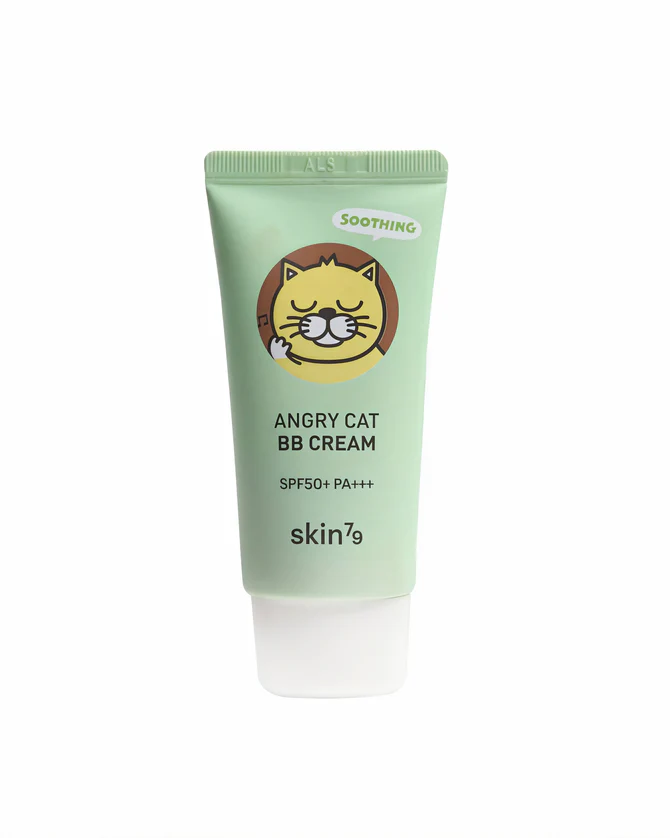 ALS
SOOTHING
ANGRY CAT
BB CREAM
SPF50+ PA+++
skin79